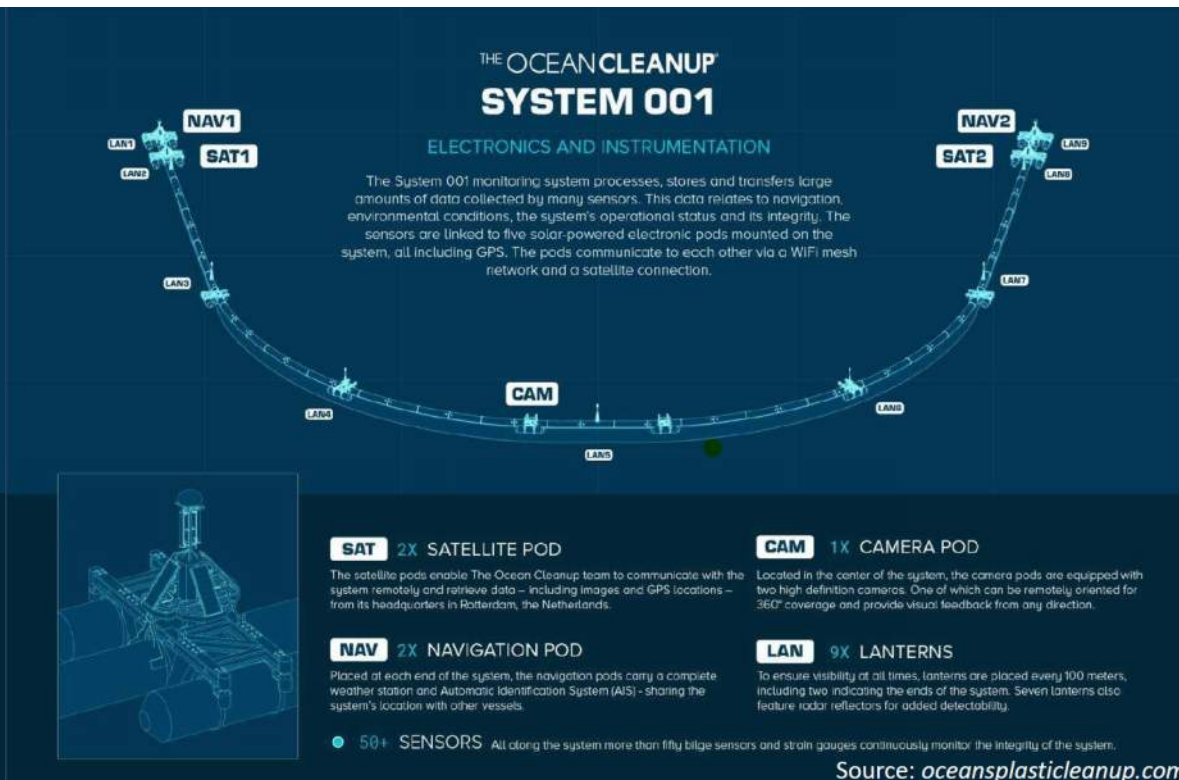 THE OCEAN CLEANUP®
SYSTEM 001
NAV1
NAV2
LAN1
LAN9
SAT1
SAT2
LAN2
LAN8
ELECTRONICS AND INSTRUMENTATION
The System 001 monitoring system processes, stores and transfers large
amounts of data collected by many sensors. This data relates to navigation,
environmental conditions, the system's operational status and its integrity. The
sensors are linked to five solar-powered electronic pods mounted on the
system, all including GPS. The pods communicate to each other via a WiFi mesh
network and a satellite connection.
LAN3
LAN7
CAM
LAN4
LAN6
LAN5
SAT 2X SATELLITE POD
The satellite pods enable The Ocean Cleanup team to communicate with the
system remotely and retrieve data – including images and GPS locations –
from its headquarters in Rotterdam, the Netherlands.
CAM 1X CAMERA POD
Located in the center of the system, the camera pods are equipped with
two high definition cameras. One of which can be remotely oriented for
360° coverage and provide visual feedback from any direction.
NAV 2X NAVIGATION POD
Placed at each end of the system, the navigation pods carry a complete
weather station and Automatic Identification System (AIS) - sharing the
system's location with other vessels.
LAN 9X LANTERNS
To ensure visibility at all times, lanterns are placed every 100 meters,
including two indicating the ends of the system. Seven lanterns also
feature radar reflectors for added detectability.
50+ SENSORS All along the system more than fifty bilge sensors and strain gauges continuously monitor the integrity of the system.
Source: oceansplasticleanup.com